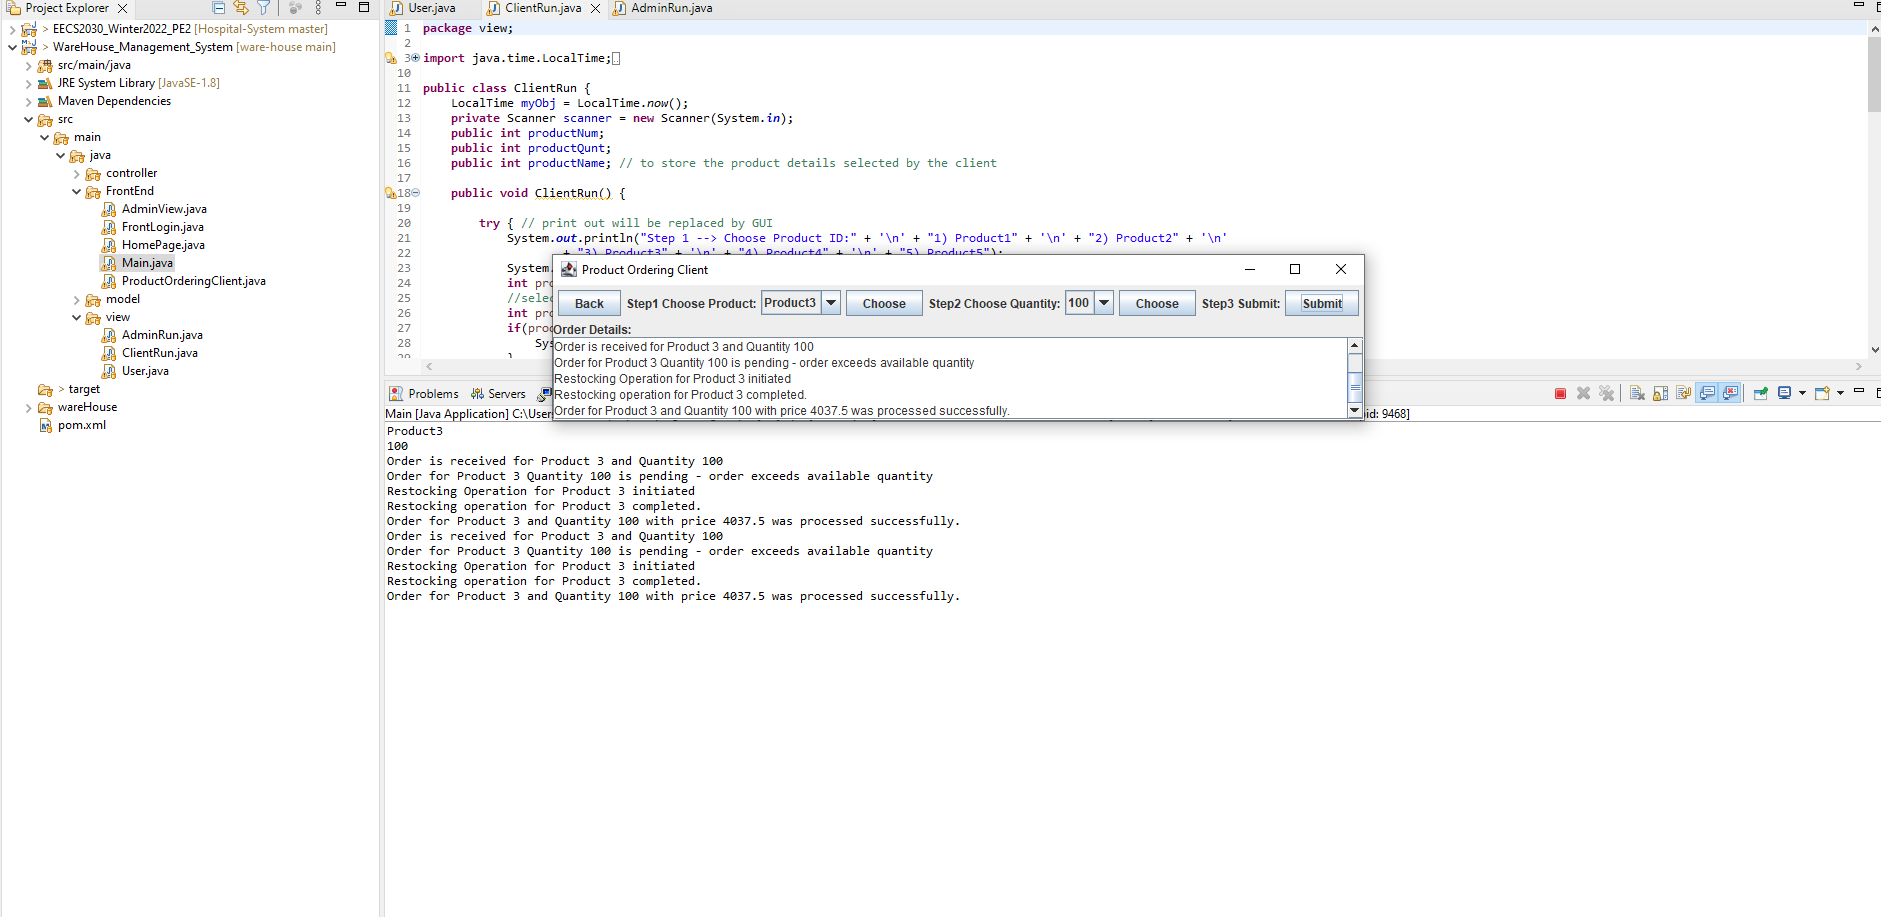 Project Explorer
> EECS2030_Winter2022_PE2 [Hospital-System master]
> WareHouse_Management_System [ware-house main]
src/main/java
JRE System Library [JavaSE-1.8]
Maven Dependencies
src
main
java
controller
FrontEnd
AdminView.java
FrontLogin.java
HomePage.java
Main.java
ProductOrderingClient.java
model
view
AdminRun.java
ClientRun.java
User.java
> target
wareHouse
pom.xml
User.java ClientRun.java AdminRun.java
1 package view;
2
3 import java.time.LocalTime;
10
11 public class ClientRun {
12 LocalTime myObj = LocalTime.now();
13 private Scanner scanner = new Scanner(System.in);
14 public int productNum;
15 public int productQunt;
16 public int productName; // to store the product details selected by the client
17
18 public void ClientRun() {
19
20 try { // print out will be replaced by GUI
21 System.out.println("Step 1 --> Choose Product ID:" + '\n' + "1) Product1" + '\n' + "2) Product2" + '\n'
22 + "3) Product3" + '\n' + "4) Product4" + '\n' + "5) Product5");
23 System.
24 int pro
25 //selec
26 int pro
27 if(pro
28 Sys
29 }
Product Ordering Client
Back Step1 Choose Product: Product3 Choose Step2 Choose Quantity: 100 Choose Step3 Submit: Submit
Order Details:
Order is received for Product 3 and Quantity 100
Order for Product 3 Quantity 100 is pending - order exceeds available quantity
Restocking Operation for Product 3 initiated
Restocking operation for Product 3 completed.
Order for Product 3 and Quantity 100 with price 4037.5 was processed successfully.
Problems Servers
Main [Java Application] C:\Users id: 9468]
Product3
100
Order is received for Product 3 and Quantity 100
Order for Product 3 Quantity 100 is pending - order exceeds available quantity
Restocking Operation for Product 3 initiated
Restocking operation for Product 3 completed.
Order for Product 3 and Quantity 100 with price 4037.5 was processed successfully.
Order is received for Product 3 and Quantity 100
Order for Product 3 Quantity 100 is pending - order exceeds available quantity
Restocking Operation for Product 3 initiated
Restocking operation for Product 3 completed.
Order for Product 3 and Quantity 100 with price 4037.5 was processed successfully.